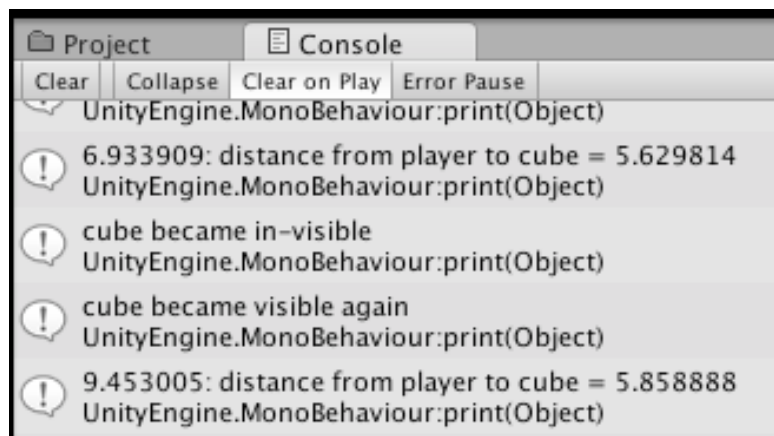 Project
Console
Clear
Collapse
Clear on Play
Error Pause
UnityEngine.MonoBehaviour:print(Object)
6.933909: distance from player to cube = 5.629814
UnityEngine.MonoBehaviour:print(Object)
cube became in-visible
UnityEngine.MonoBehaviour:print(Object)
cube became visible again
UnityEngine.MonoBehaviour:print(Object)
9.453005: distance from player to cube = 5.858888
UnityEngine.MonoBehaviour:print(Object)